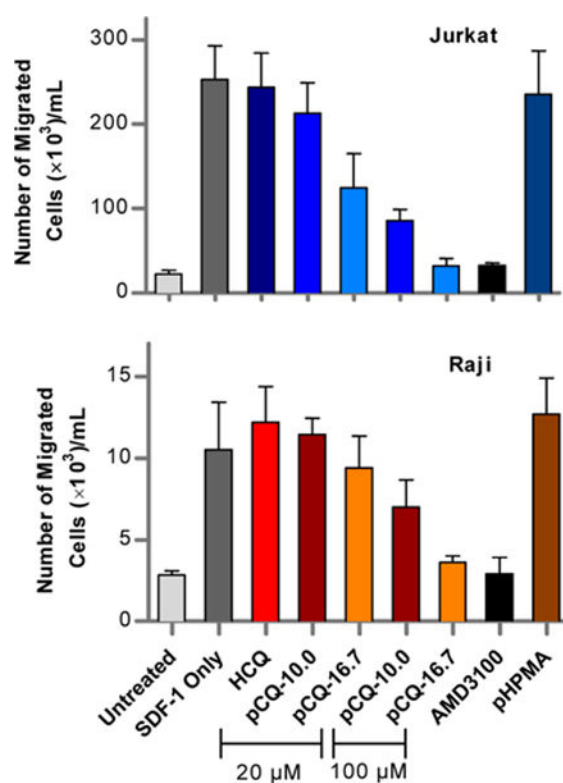 Jurkat
Number of Migrated
Cells (×10³)/mL
300
200
100
0
Raji
Number of Migrated
Cells (×10³)/mL
15
10
5
0
Untreated
SDF-1 Only
HCQ
pCQ-10.0
pCQ-16.7
pCQ-10.0
pCQ-16.7
AMD3100
pHPMA
20 µM
100 µM